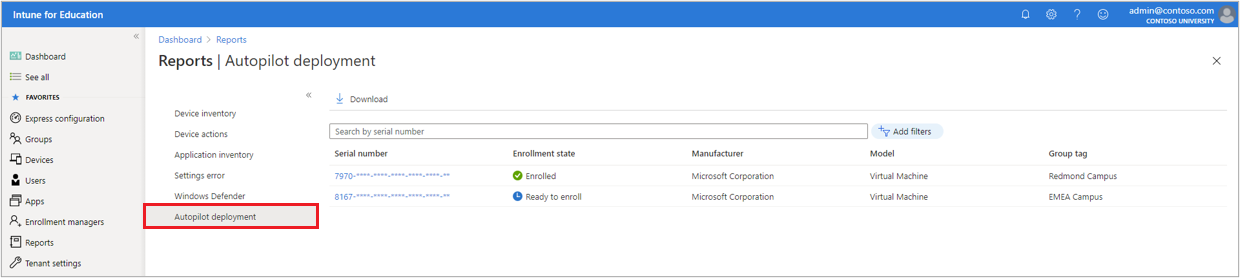 Intune for Education
admin@contoso.com
CONTOSO UNIVERSITY
Dashboard
See all
FAVORITES
Express configuration
Groups
Devices
Users
Apps
Enrollment managers
Reports
Tenant settings
Dashboard > Reports
Reports | Autopilot deployment
Device inventory
Device actions
Application inventory
Settings error
Windows Defender
Autopilot deployment
Download
Search by serial number
Add filters
Serial number Enrollment state Manufacturer Model Group tag
7970-****-****-****-****-****-** Enrolled Microsoft Corporation Virtual Machine Redmond Campus
8167-****-****-****-****-****-** Ready to enroll Microsoft Corporation Virtual Machine EMEA Campus